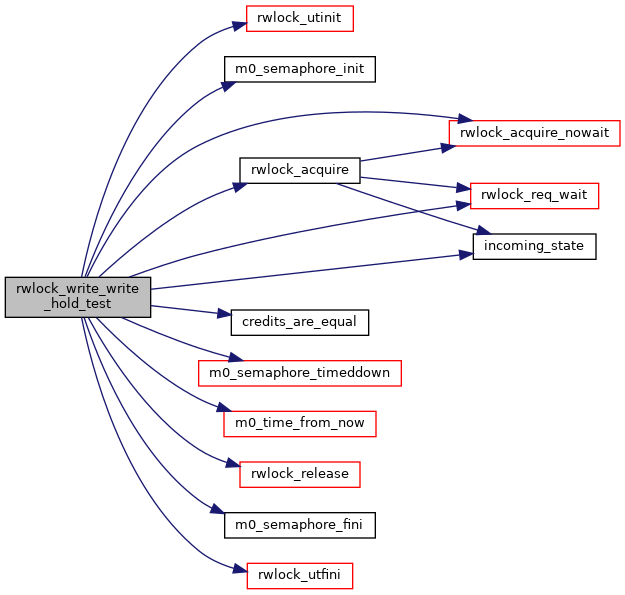 rwlock_utinit
m0_semaphore_init
rwlock_acquire_nowait
rwlock_acquire
rwlock_req_wait
incoming_state
rwlock_write_write
_hold_test
credits_are_equal
m0_semaphore_timeddown
m0_time_from_now
rwlock_release
m0_semaphore_fini
rwlock_utfini